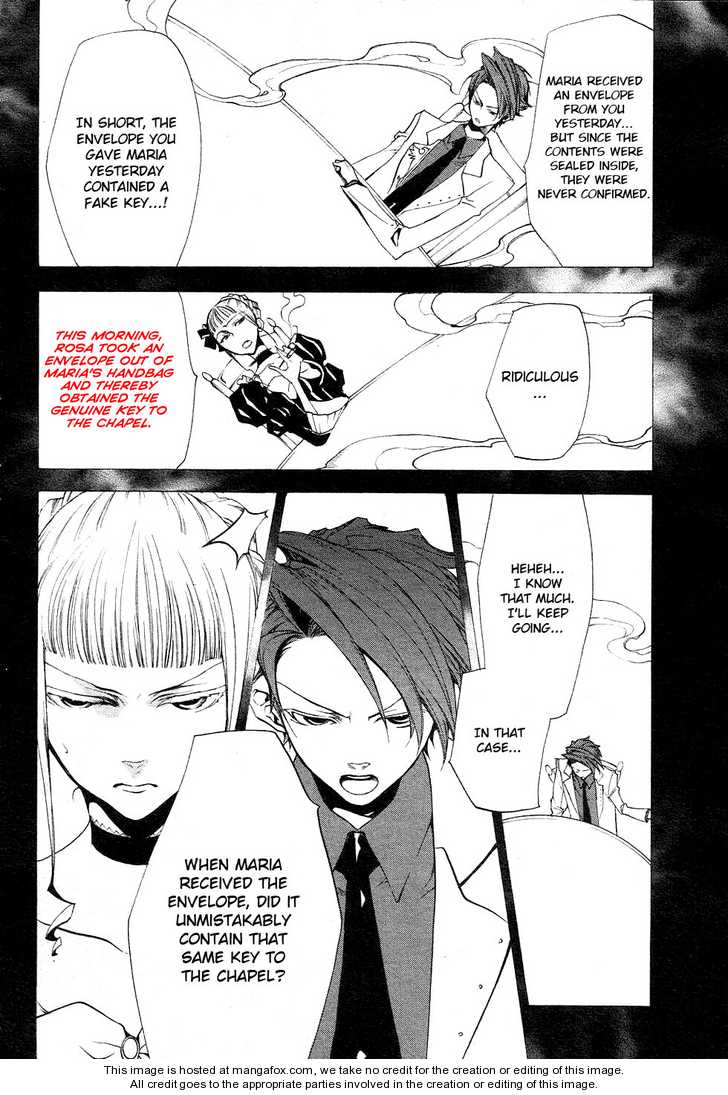 MARIA RECEIVED
AN ENVELOPE
FROM YOU
YESTERDAY...
BUT SINCE THE
CONTENTS WERE
SEALED INSIDE,
THEY WERE
NEVER CONFIRMED.
IN SHORT, THE
ENVELOPE YOU
GAVE MARIA
YESTERDAY
CONTAINED A
FAKE KEY...!
RIDICULOUS
...
THIS MORNING,
ROSA TOOK AN
ENVELOPE OUT OF
MARIA'S HANDBAG
AND THEREBY
OBTAINED THE
GENUINE KEY TO
THE CHAPEL.
HEHEH...
I KNOW
THAT MUCH.
I'LL KEEP
GOING...
IN THAT
CASE...
WHEN MARIA
RECEIVED THE
ENVELOPE, DID IT
UNMISTAKABLY
CONTAIN THAT
SAME KEY TO
THE CHAPEL?
This image is hosted at mangafox.com, we take no credit for the creation or editing of this image.
All credit goes to the appropriate parties involved in the creation or editing of this image.